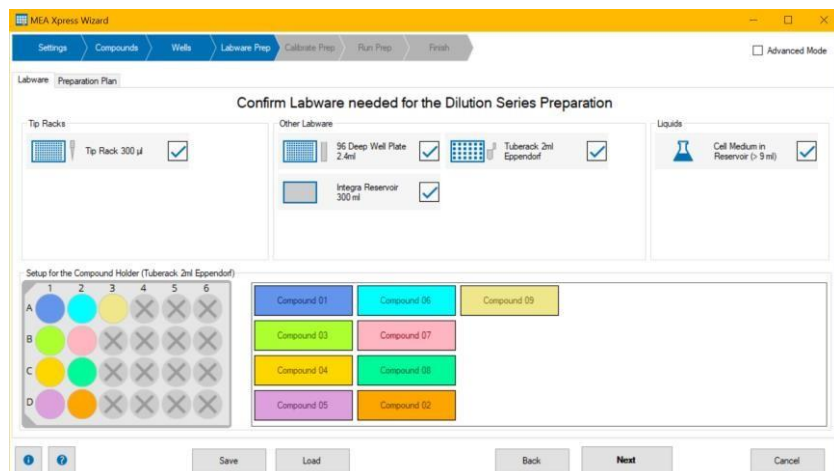 MEA Xpress Wizard
Settings Compounds Wells Labware Prep Calibrate Prep Run Prep Finish
Advanced Mode
Labware Preparation Plan
Confirm Labware needed for the Dilution Series Preparation
Tip Racks
Tip Rack 300 µl
Other Labware
96 Deep Well Plate
2.4ml
Tuberack 2ml
Eppendorf
Integra Reservoir
300 ml
Liquids
Cell Medium in
Reservoir (> 9 ml)
Setup for the Compound Holder (Tuberack 2ml Eppendorf)
1 2 3 4 5 6
A
B
C
D
Compound 01 Compound 06 Compound 09
Compound 03 Compound 07
Compound 04 Compound 08
Compound 05 Compound 02
Save Load Back Next Cancel